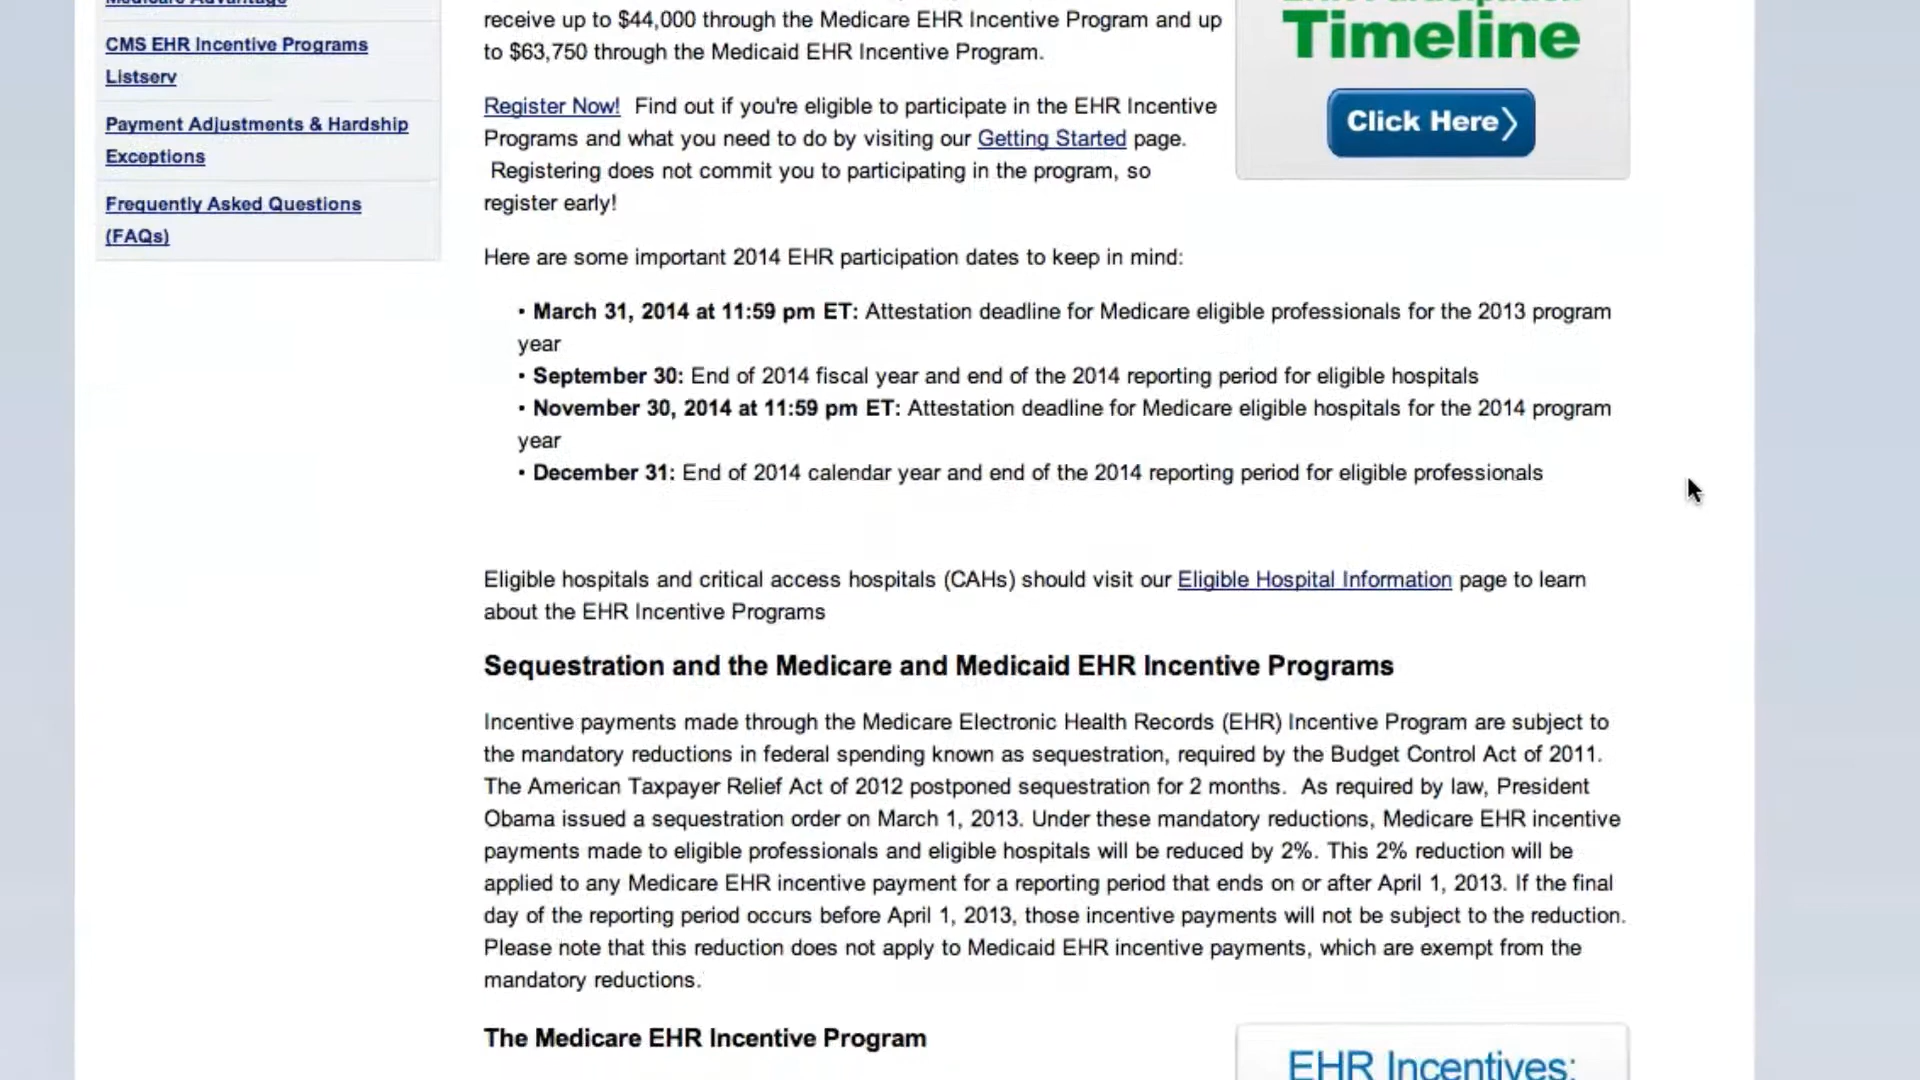 Medicare Advantage
CMS EHR Incentive Programs
Listserv
Payment Adjustments & Hardship
Exceptions
Frequently Asked Questions
(FAQs)
receive up to $44,000 through the Medicare EHR Incentive Program and up
to $63,750 through the Medicaid EHR Incentive Program.
Register Now!  Find out if you're eligible to participate in the EHR Incentive
Programs and what you need to do by visiting our Getting Started page.
Registering does not commit you to participating in the program, so
register early!
Timeline
Click Here
Here are some important 2014 EHR participation dates to keep in mind:
• March 31, 2014 at 11:59 pm ET: Attestation deadline for Medicare eligible professionals for the 2013 program
year
• September 30: End of 2014 fiscal year and end of the 2014 reporting period for eligible hospitals
• November 30, 2014 at 11:59 pm ET: Attestation deadline for Medicare eligible hospitals for the 2014 program
year
• December 31: End of 2014 calendar year and end of the 2014 reporting period for eligible professionals
Eligible hospitals and critical access hospitals (CAHs) should visit our Eligible Hospital Information page to learn
about the EHR Incentive Programs
Sequestration and the Medicare and Medicaid EHR Incentive Programs
Incentive payments made through the Medicare Electronic Health Records (EHR) Incentive Program are subject to
the mandatory reductions in federal spending known as sequestration, required by the Budget Control Act of 2011.
The American Taxpayer Relief Act of 2012 postponed sequestration for 2 months.  As required by law, President
Obama issued a sequestration order on March 1, 2013. Under these mandatory reductions, Medicare EHR incentive
payments made to eligible professionals and eligible hospitals will be reduced by 2%. This 2% reduction will be
applied to any Medicare EHR incentive payment for a reporting period that ends on or after April 1, 2013. If the final
day of the reporting period occurs before April 1, 2013, those incentive payments will not be subject to the reduction.
Please note that this reduction does not apply to Medicaid EHR incentive payments, which are exempt from the
mandatory reductions.
The Medicare EHR Incentive Program
EHR Incentives: